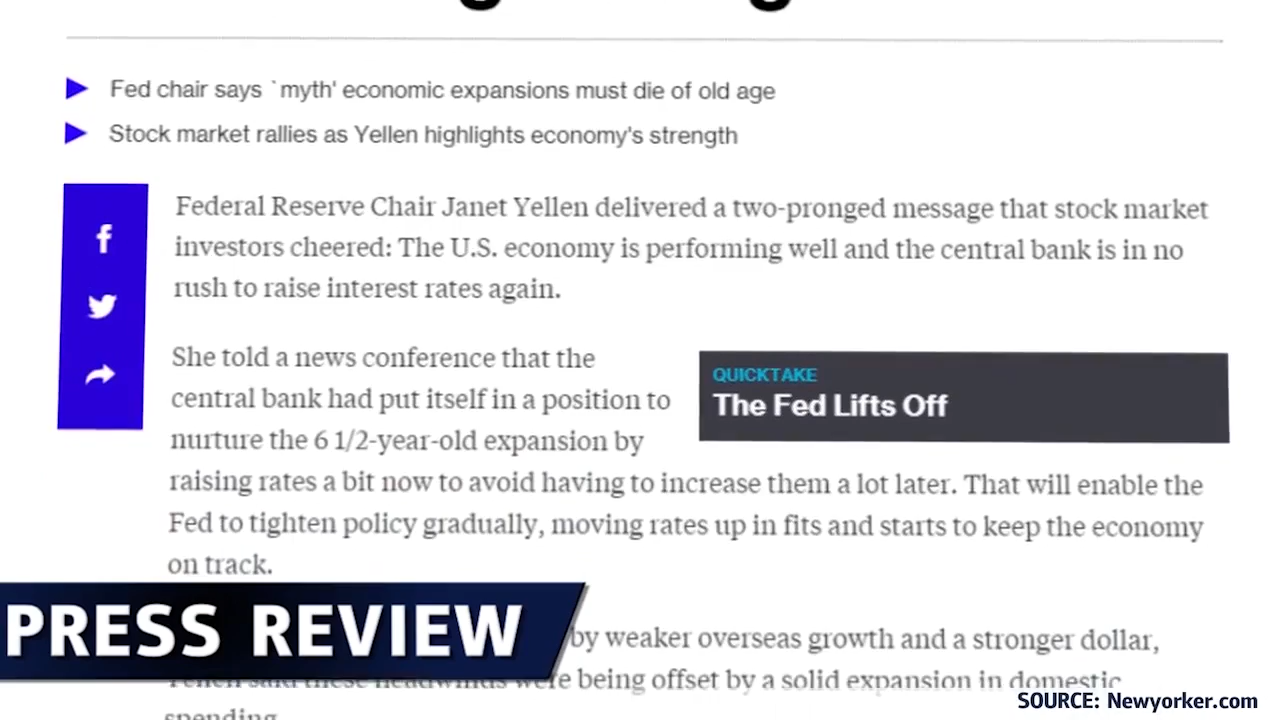 Fed chair says `myth' economic expansions must die of old age
Stock market rallies as Yellen highlights economy's strength
Federal Reserve Chair Janet Yellen delivered a two-pronged message that stock market
investors cheered: The U.S. economy is performing well and the central bank is in no
rush to raise interest rates again.
She told a news conference that the
central bank had put itself in a position to
nurture the 6 1/2-year-old expansion by
QUICKTAKE
The Fed Lifts Off
raising rates a bit now to avoid having to increase them a lot later. That will enable the
Fed to tighten policy gradually, moving rates up in fits and starts to keep the economy
on track.
by weaker overseas growth and a stronger dollar,
Yellen said these headwinds were being offset by a solid expansion in domestic
spending.
PRESS REVIEW
SOURCE: Newyorker.com